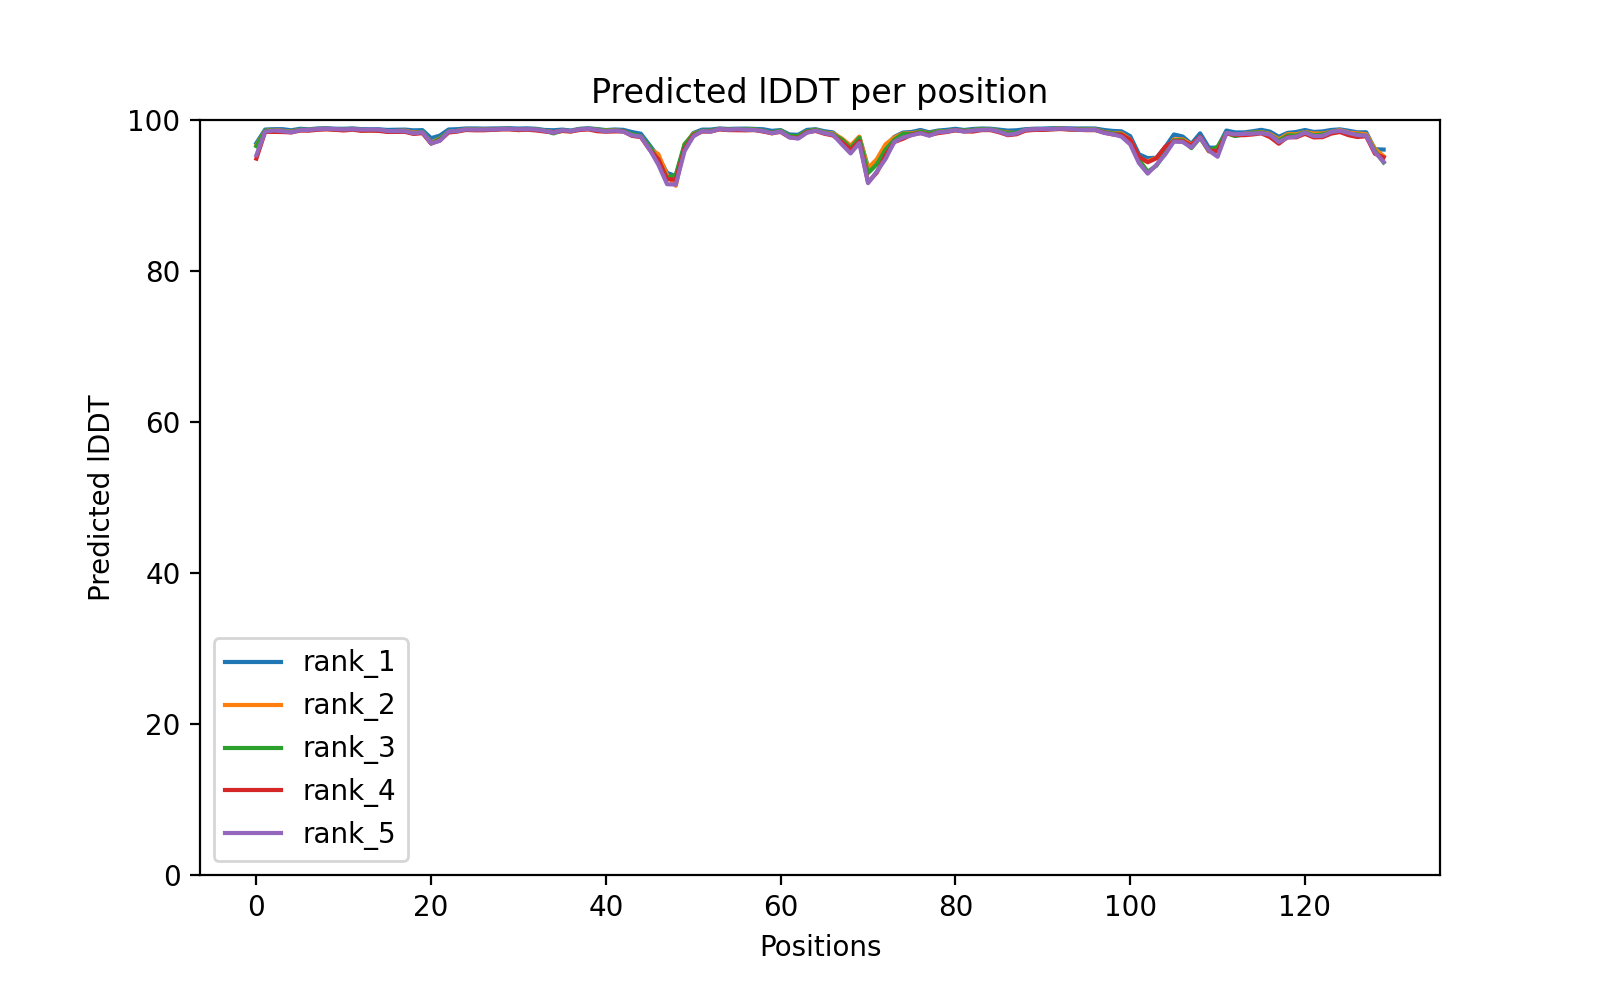 Predicted lDDT per position
100
80
60
40
20
0
Predicted lDDT
rank_1
rank_2
rank_3
rank_4
rank_5
0 20 40 60 80 100 120
Positions